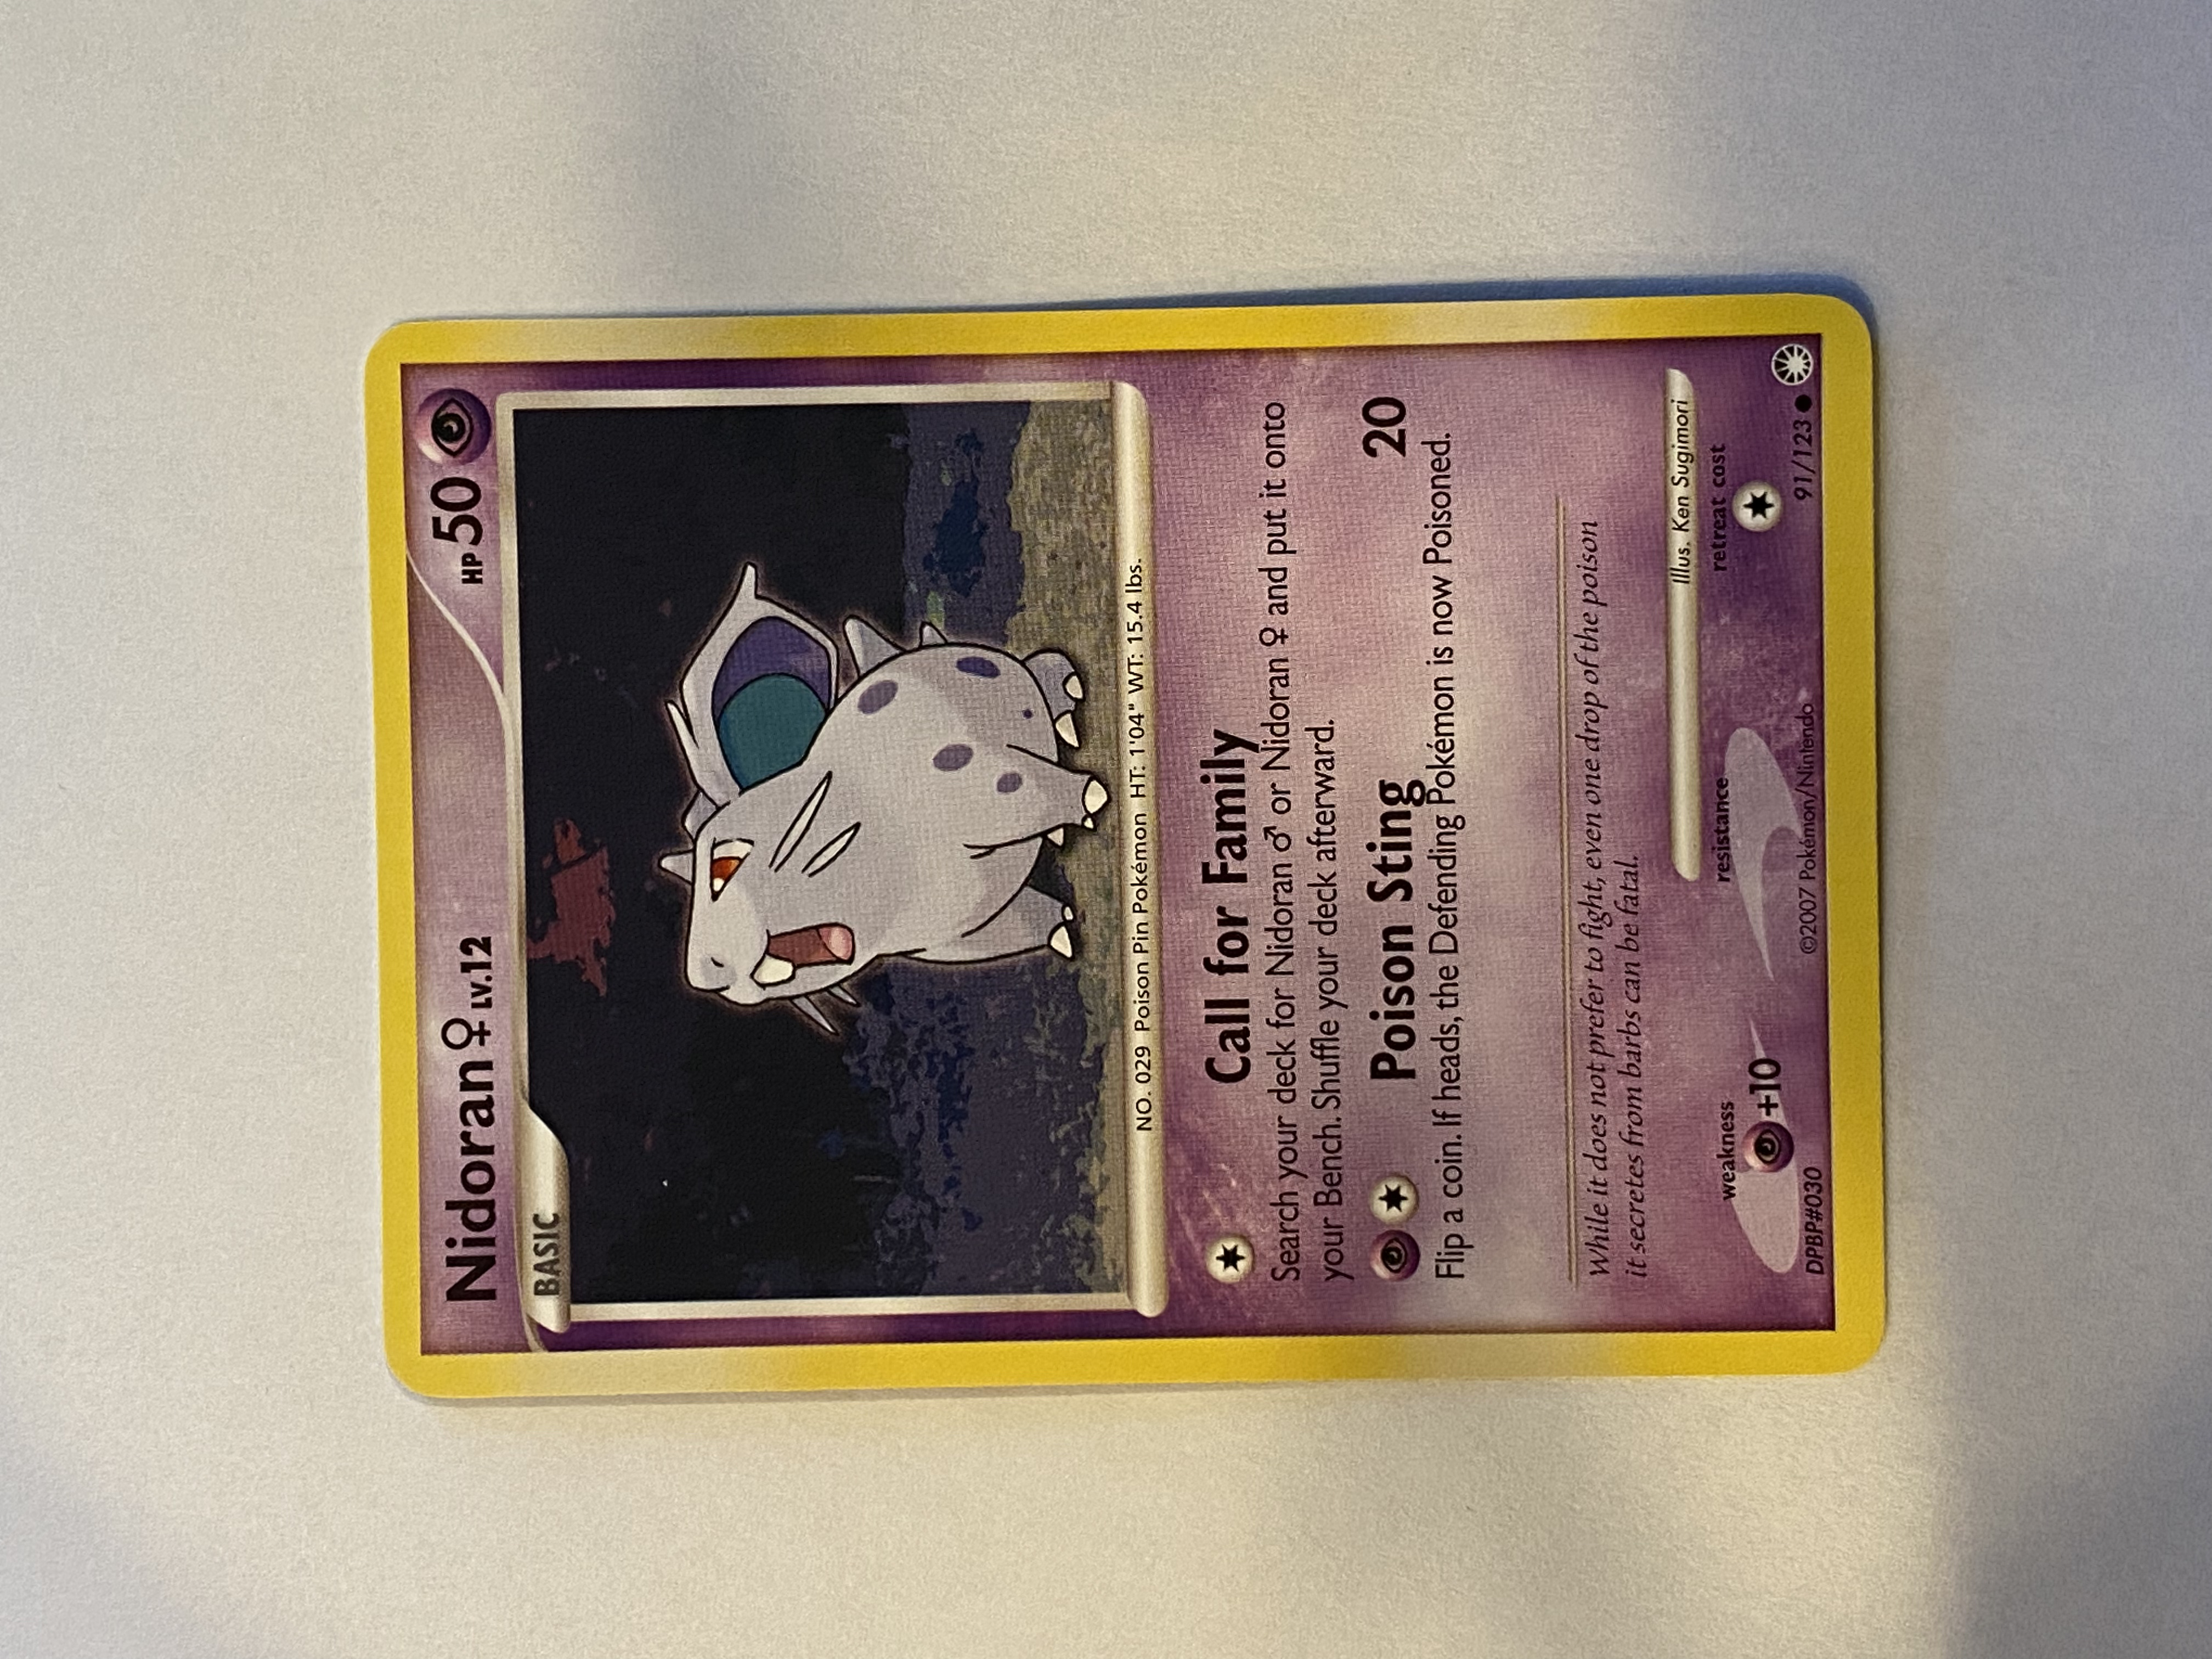 Nidoran♀ LV.12 HP 50
BASIC
NO. 029 Poison Pin Pokémon HT: 1'04" WT: 15.4 lbs.
Call for Family
Search your deck for Nidoran ♂ or Nidoran ♀ and put it onto
your Bench. Shuffle your deck afterward.
Poison Sting 20
Flip a coin. If heads, the Defending Pokémon is now Poisoned.
While it does not prefer to fight, even one drop of the poison
it secretes from barbs can be fatal.
Illus. Ken Sugimori
weakness resistance retreat cost
+10
DPBP#030 ©2007 Pokémon/Nintendo 91/123